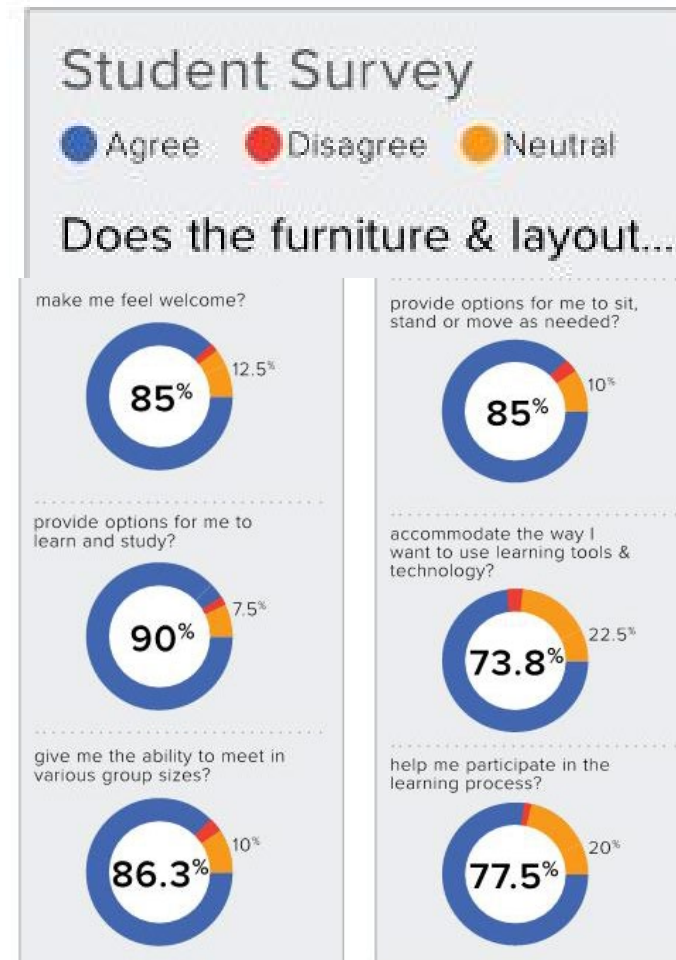 Student Survey
Agree Disagree Neutral
Does the furniture & layout...
make me feel welcome?
85%
12.5%
provide options for me to
learn and study?
90%
7.5%
give me the ability to meet in
various group sizes?
86.3%
10%
provide options for me to sit,
stand or move as needed?
85%
10%
accommodate the way I
want to use learning tools &
technology?
73.8%
22.5%
help me participate in the
learning process?
77.5%
20%